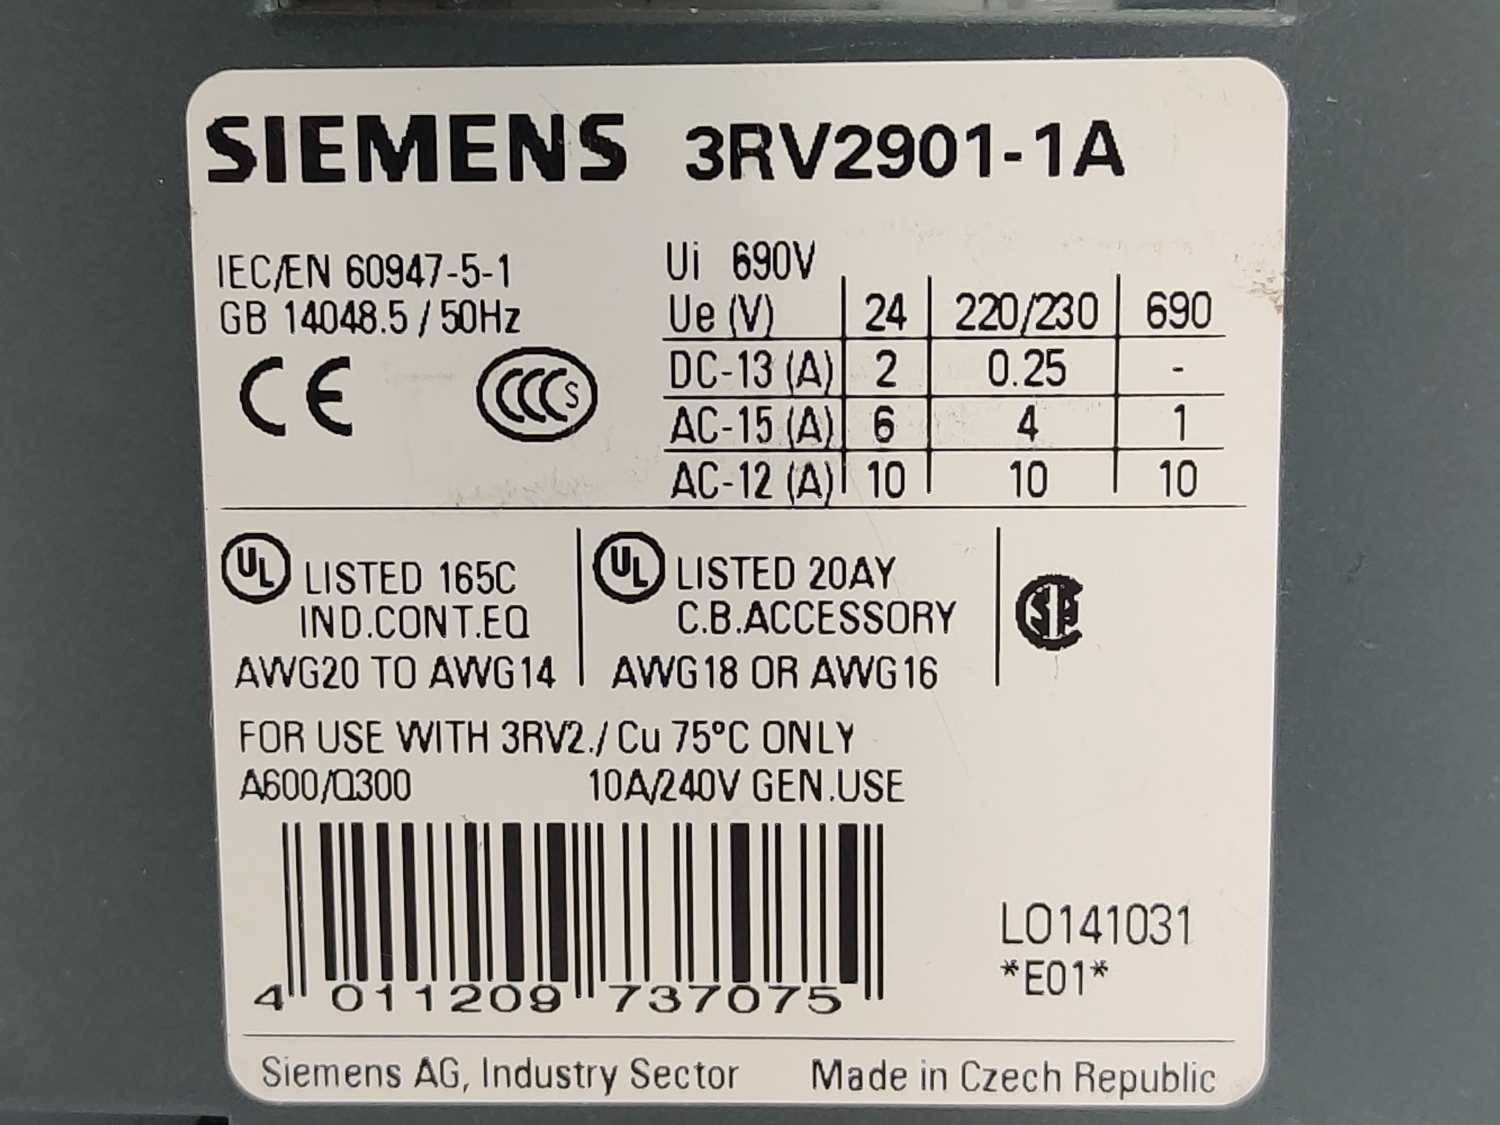 SIEMENS 3RV2901-1A
IEC/EN 60947-5-1
GB 14048.5 / 50Hz
CE
CCC S
Ui 690V
Ue (V) 24 220/230 690
DC-13 (A) 2 0.25 -
AC-15 (A) 6 4 1
AC-12 (A) 10 10 10
UL LISTED 165C
IND.CONT.EQ
AWG20 TO AWG14
UL LISTED 20AY
C.B.ACCESSORY
AWG18 OR AWG16
SP
FOR USE WITH 3RV2./ Cu 75°C ONLY
A600/Q300 10A/240V GEN.USE
4 011209 737075
LO141031
*E01*
Siemens AG, Industry Sector Made in Czech Republic